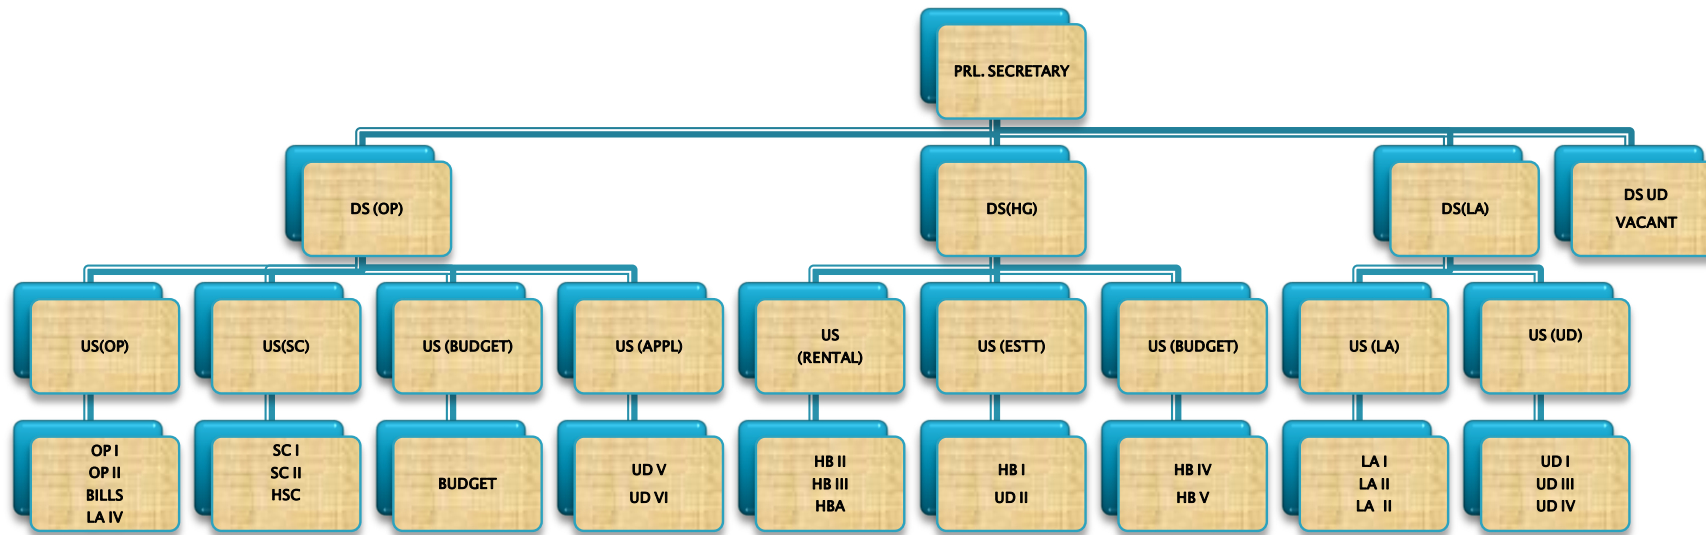 PRL. SECRETARY
DS (OP)
DS(HG)
DS(LA)
DS UD
VACANT
US(OP)
US(SC)
US (BUDGET)
US (APPL)
US
(RENTAL)
US (ESTT)
US (BUDGET)
US (LA)
US (UD)
OP I
OP II
BILLS
LA IV
SC I
SC II
HSC
BUDGET
UD V
UD VI
HB II
HB III
HBA
HB I
UD II
HB IV
HB V
LA I
LA II
LA  II
UD I
UD III
UD IV